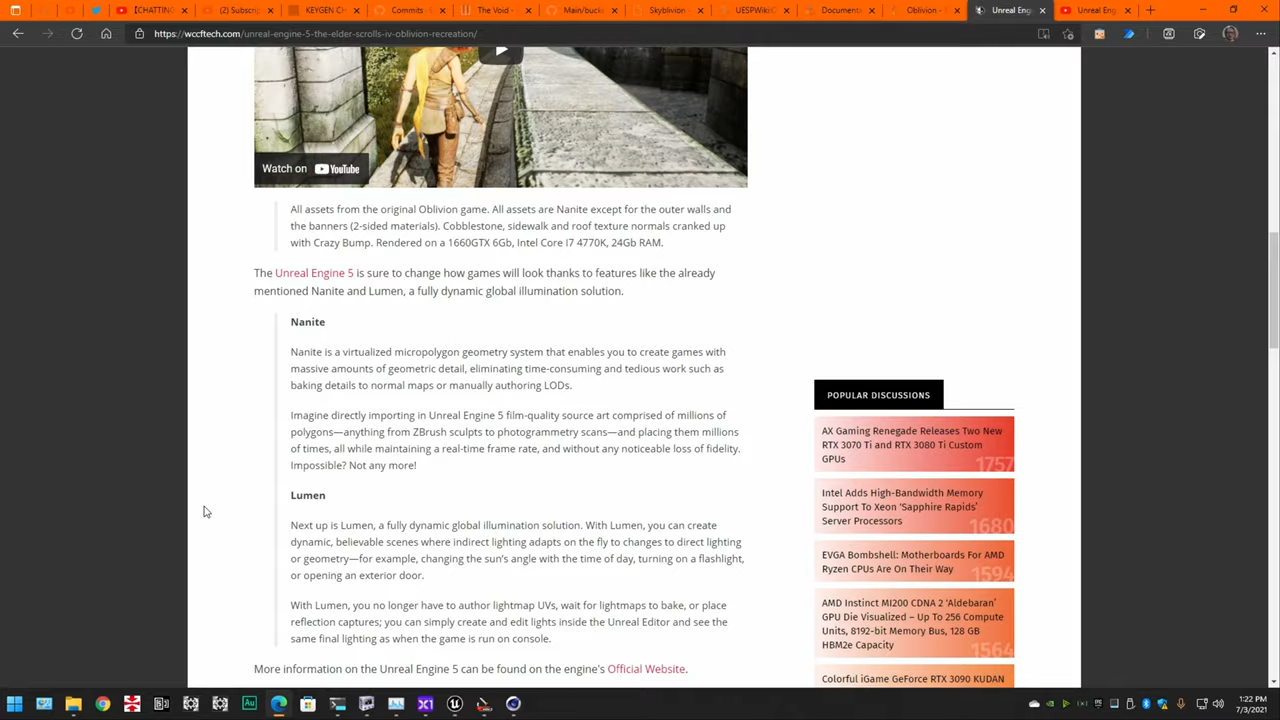 【CHATTIN
(2) Subscri
KEYGEN CH
Commits ·
The Void ·
Main/bucke
Skyblivion ·
UESPWiki
Documenta
Oblivion -
Unreal Engi
Unreal Eng
https://wccftech.com/unreal-engine-5-the-elder-scrolls-iv-oblivion-recreation/
Watch on YouTube
All assets from the original Oblivion game. All assets are Nanite except for the outer walls and
the banners (2-sided materials). Cobblestone, sidewalk and roof texture normals cranked up
with Crazy Bump. Rendered on a 1660GTX 6Gb, Intel Core I7 4770K, 24Gb RAM.
The Unreal Engine 5 is sure to change how games will look thanks to features like the already
mentioned Nanite and Lumen, a fully dynamic global illumination solution.
Nanite
Nanite is a virtualized micropolygon geometry system that enables you to create games with
massive amounts of geometric detail, eliminating time-consuming and tedious work such as
baking details to normal maps or manually authoring LODs.
Imagine directly importing in Unreal Engine 5 film-quality source art comprised of millions of
polygons—anything from ZBrush sculpts to photogrammetry scans—and placing them millions
of times, all while maintaining a real-time frame rate, and without any noticeable loss of fidelity.
Impossible? Not any more!
Lumen
Next up is Lumen, a fully dynamic global illumination solution. With Lumen, you can create
dynamic, believable scenes where indirect lighting adapts on the fly to changes to direct lighting
or geometry—for example, changing the sun's angle with the time of day, turning on a flashlight,
or opening an exterior door.
With Lumen, you no longer have to author lightmap UVs, wait for lightmaps to bake, or place
reflection captures; you can simply create and edit lights inside the Unreal Editor and see the
same final lighting as when the game is run on console.
More information on the Unreal Engine 5 can be found on the engine's Official Website.
POPULAR DISCUSSIONS
AX Gaming Renegade Releases Two New
RTX 3070 Ti and RTX 3080 Ti Custom
GPUs
1757
Intel Adds High-Bandwidth Memory
Support To Xeon 'Sapphire Rapids'
Server Processors
1680
EVGA Bombshell: Motherboards For AMD
Ryzen CPUs Are On Their Way
1594
AMD Instinct MI200 CDNA 2 'Aldebaran'
GPU Die Visualized – Up To 256 Compute
Units, 8192-bit Memory Bus, 128 GB
HBM2e Capacity
1564
Colorful iGame GeForce RTX 3090 KUDAN
Au
1:22 PM
7/3/2021